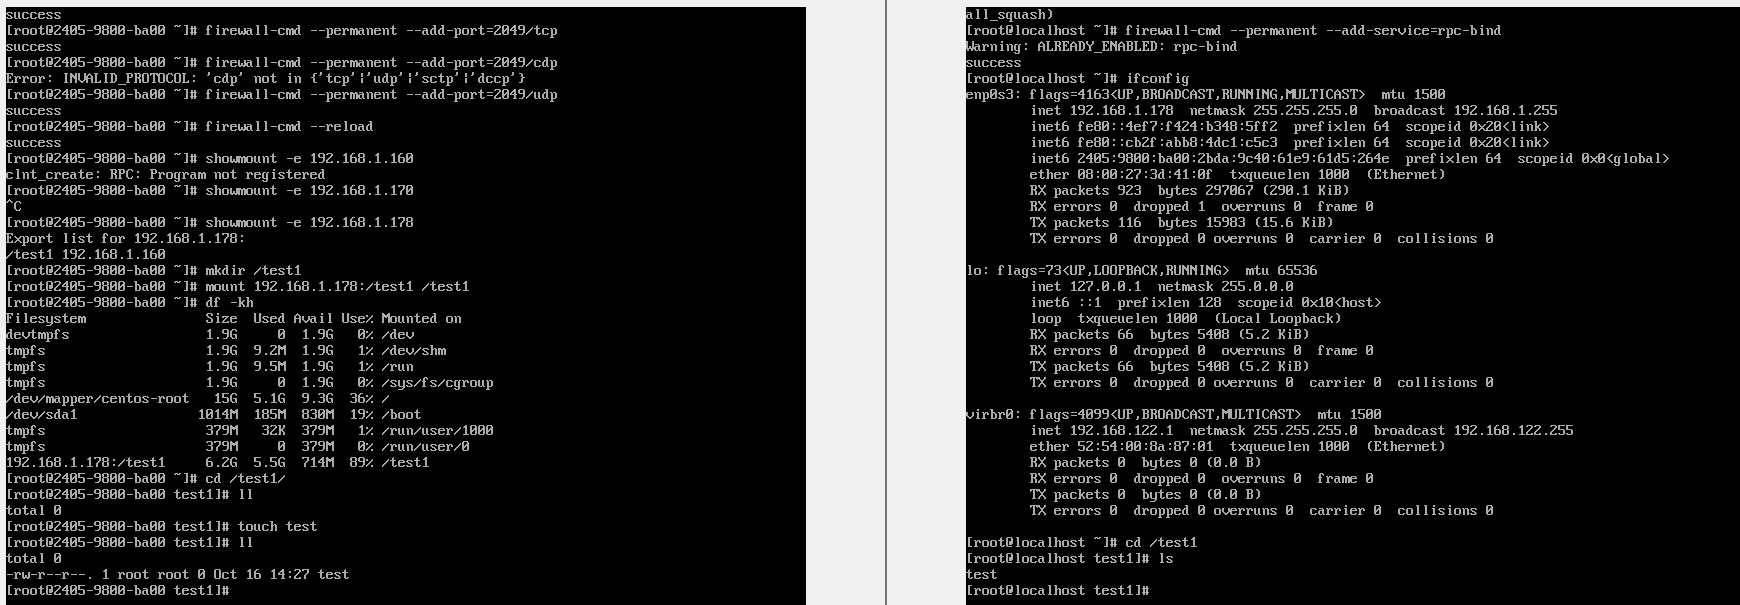 success
[root@2405-9800-ba00 ~]# firewall-cmd --permanent --add-port=2049/tcp
success
[root@2405-9800-ba00 ~]# firewall-cmd --permanent --add-port=2049/cdp
Error: INVALID_PROTOCOL: 'cdp' not in {'tcp'|'udp'|'sctp'|'dccp'}
[root@2405-9800-ba00 ~]# firewall-cmd --permanent --add-port=2049/udp
success
[root@2405-9800-ba00 ~]# firewall-cmd --reload
success
[root@2405-9800-ba00 ~]# showmount -e 192.168.1.160
clnt_create: RPC: Program not registered
[root@2405-9800-ba00 ~]# showmount -e 192.168.1.170
^C
[root@2405-9800-ba00 ~]# showmount -e 192.168.1.178
Export list for 192.168.1.178:
/test1 192.168.1.160
[root@2405-9800-ba00 ~]# mkdir /test1
[root@2405-9800-ba00 ~]# mount 192.168.1.178:/test1 /test1
[root@2405-9800-ba00 ~]# df -kh
Filesystem               Size  Used Avail Use% Mounted on
devtmpfs                 1.9G     0  1.9G   0% /dev
tmpfs                    1.9G  9.2M  1.9G   1% /dev/shm
tmpfs                    1.9G  9.5M  1.9G   1% /run
tmpfs                    1.9G     0  1.9G   0% /sys/fs/cgroup
/dev/mapper/centos-root   15G  5.1G  9.3G  36% /
/dev/sda1               1014M  185M  830M  19% /boot
tmpfs                    379M   32K  379M   1% /run/user/1000
tmpfs                    379M     0  379M   0% /run/user/0
192.168.1.178:/test1     6.2G  5.5G  714M  89% /test1
[root@2405-9800-ba00 ~]# cd /test1/
[root@2405-9800-ba00 test1]# ll
total 0
[root@2405-9800-ba00 test1]# touch test
[root@2405-9800-ba00 test1]# ll
total 0
-rw-r--r--. 1 root root 0 Oct 16 14:27 test
[root@2405-9800-ba00 test1]#
all_squash)
[root@localhost ~]# firewall-cmd --permanent --add-service=rpc-bind
Warning: ALREADY_ENABLED: rpc-bind
success
[root@localhost ~]# ifconfig
enp0s3: flags=4163<UP,BROADCAST,RUNNING,MULTICAST>  mtu 1500
        inet 192.168.1.178  netmask 255.255.255.0  broadcast 192.168.1.255
        inet6 fe80::4ef7:f424:b348:5ff2  prefixlen 64  scopeid 0x20<link>
        inet6 fe80::cb2f:abb8:4dc1:c5c3  prefixlen 64  scopeid 0x20<link>
        inet6 2405:9800:ba00:2bda:9c40:61e9:61d5:264e  prefixlen 64  scopeid 0x0<global>
        ether 08:00:27:3d:41:0f  txqueuelen 1000  (Ethernet)
        RX packets 923  bytes 297067 (290.1 KiB)
        RX errors 0  dropped 1  overruns 0  frame 0
        TX packets 116  bytes 15983 (15.6 KiB)
        TX errors 0  dropped 0 overruns 0  carrier 0  collisions 0
lo: flags=73<UP,LOOPBACK,RUNNING>  mtu 65536
        inet 127.0.0.1  netmask 255.0.0.0
        inet6 ::1  prefixlen 128  scopeid 0x10<host>
        loop  txqueuelen 1000  (Local Loopback)
        RX packets 66  bytes 5408 (5.2 KiB)
        RX errors 0  dropped 0  overruns 0  frame 0
        TX packets 66  bytes 5408 (5.2 KiB)
        TX errors 0  dropped 0 overruns 0  carrier 0  collisions 0
virbr0: flags=4099<UP,BROADCAST,MULTICAST>  mtu 1500
        inet 192.168.122.1  netmask 255.255.255.0  broadcast 192.168.122.255
        ether 52:54:00:8a:87:01  txqueuelen 1000  (Ethernet)
        RX packets 0  bytes 0 (0.0 B)
        RX errors 0  dropped 0  overruns 0  frame 0
        TX packets 0  bytes 0 (0.0 B)
        TX errors 0  dropped 0 overruns 0  carrier 0  collisions 0
[root@localhost ~]# cd /test1
[root@localhost test1]# ls
test
[root@localhost test1]#